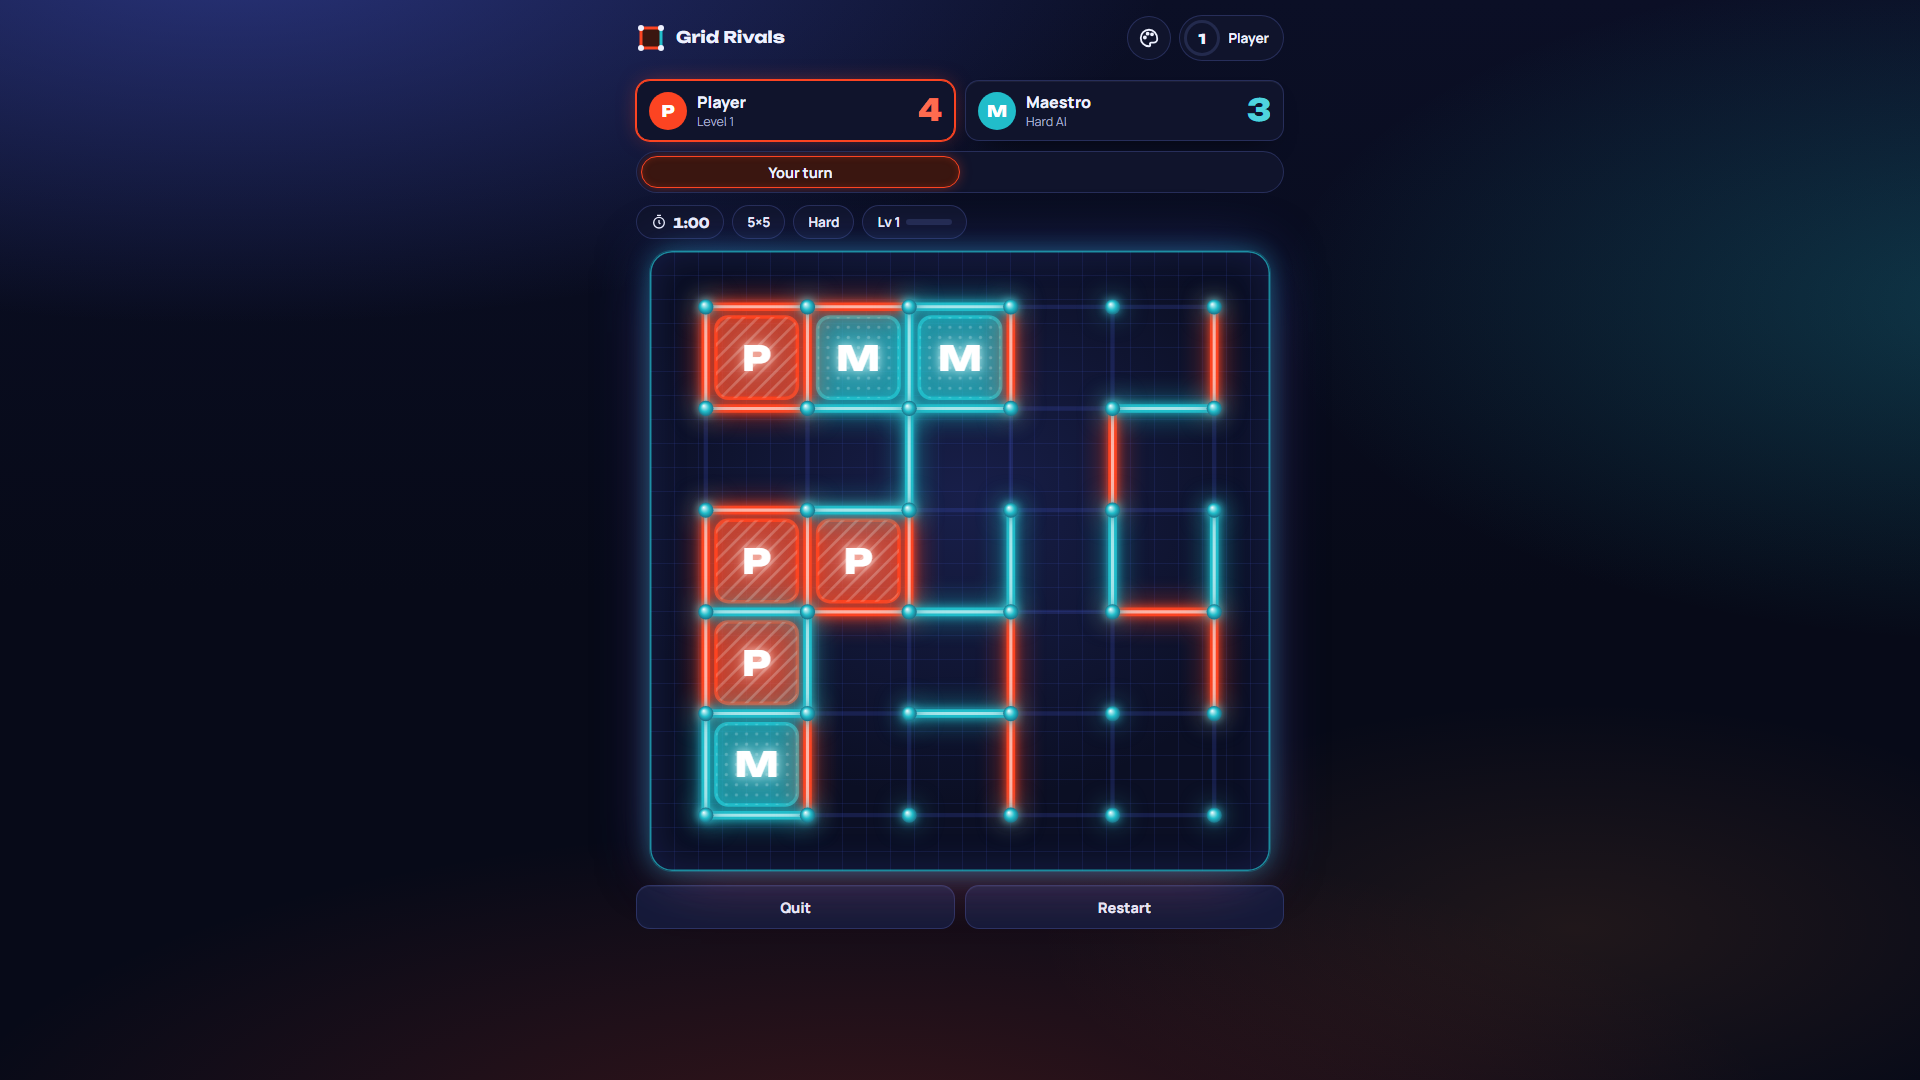 Grid Rivals
1 Player
P Player 4
Level 1
M Maestro 3
Hard AI
Your turn
1:00 5×5 Hard Lv 1
P M M
P P
P
M
Quit Restart